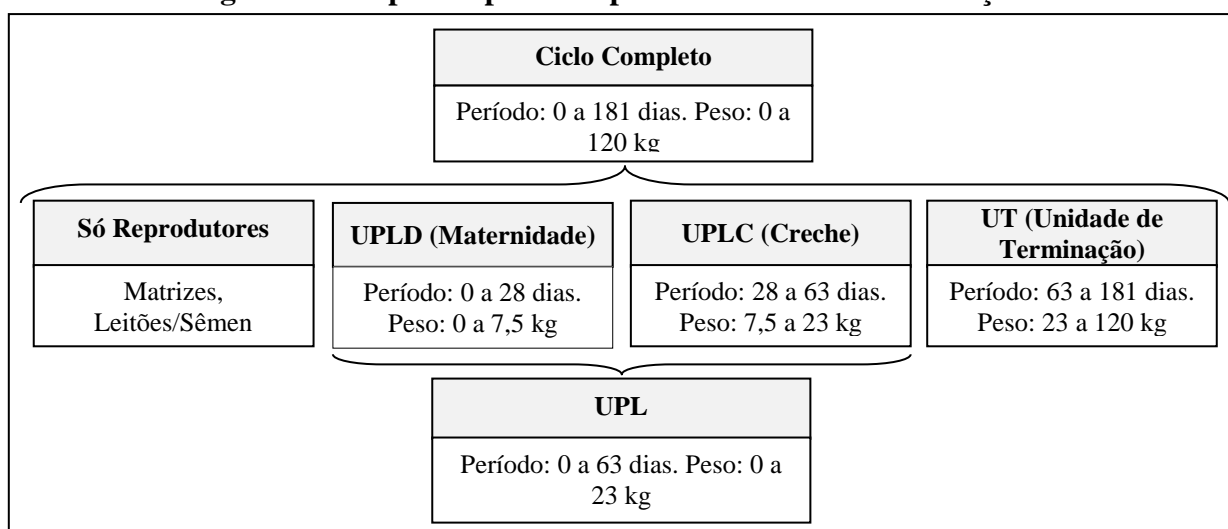 Ciclo Completo
Período: 0 a 181 dias. Peso: 0 a
120 kg
Só Reprodutores
Matrizes,
Leitões/Sêmen
UPLD (Maternidade)
Período: 0 a 28 dias.
Peso: 0 a 7,5 kg
UPLC (Creche)
Período: 28 a 63 dias.
Peso: 7,5 a 23 kg
UT (Unidade de
Terminação)
Período: 63 a 181 dias.
Peso: 23 a 120 kg
UPL
Período: 0 a 63 dias. Peso: 0 a
23 kg